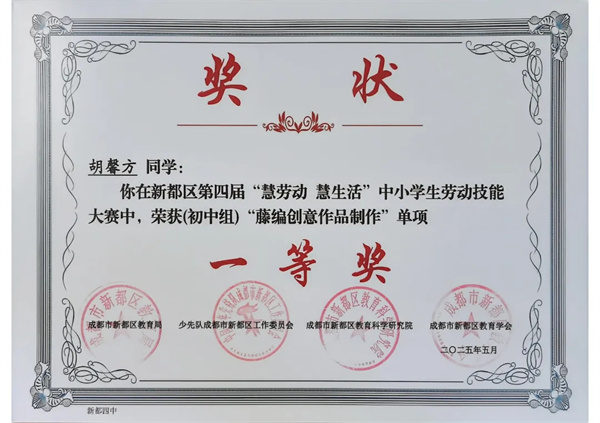 奖状
胡馨方 同学：
你在新都区第四届“慧劳动 慧生活”中小学生劳动技能
大赛中，荣获(初中组)“藤编创意作品制作”单项
一等奖
成都市新都区教育局 少先队成都市新都区工作委员会 成都市新都区教育科学研究院 成都市新都区教育学会
二〇二五年五月
新都四中